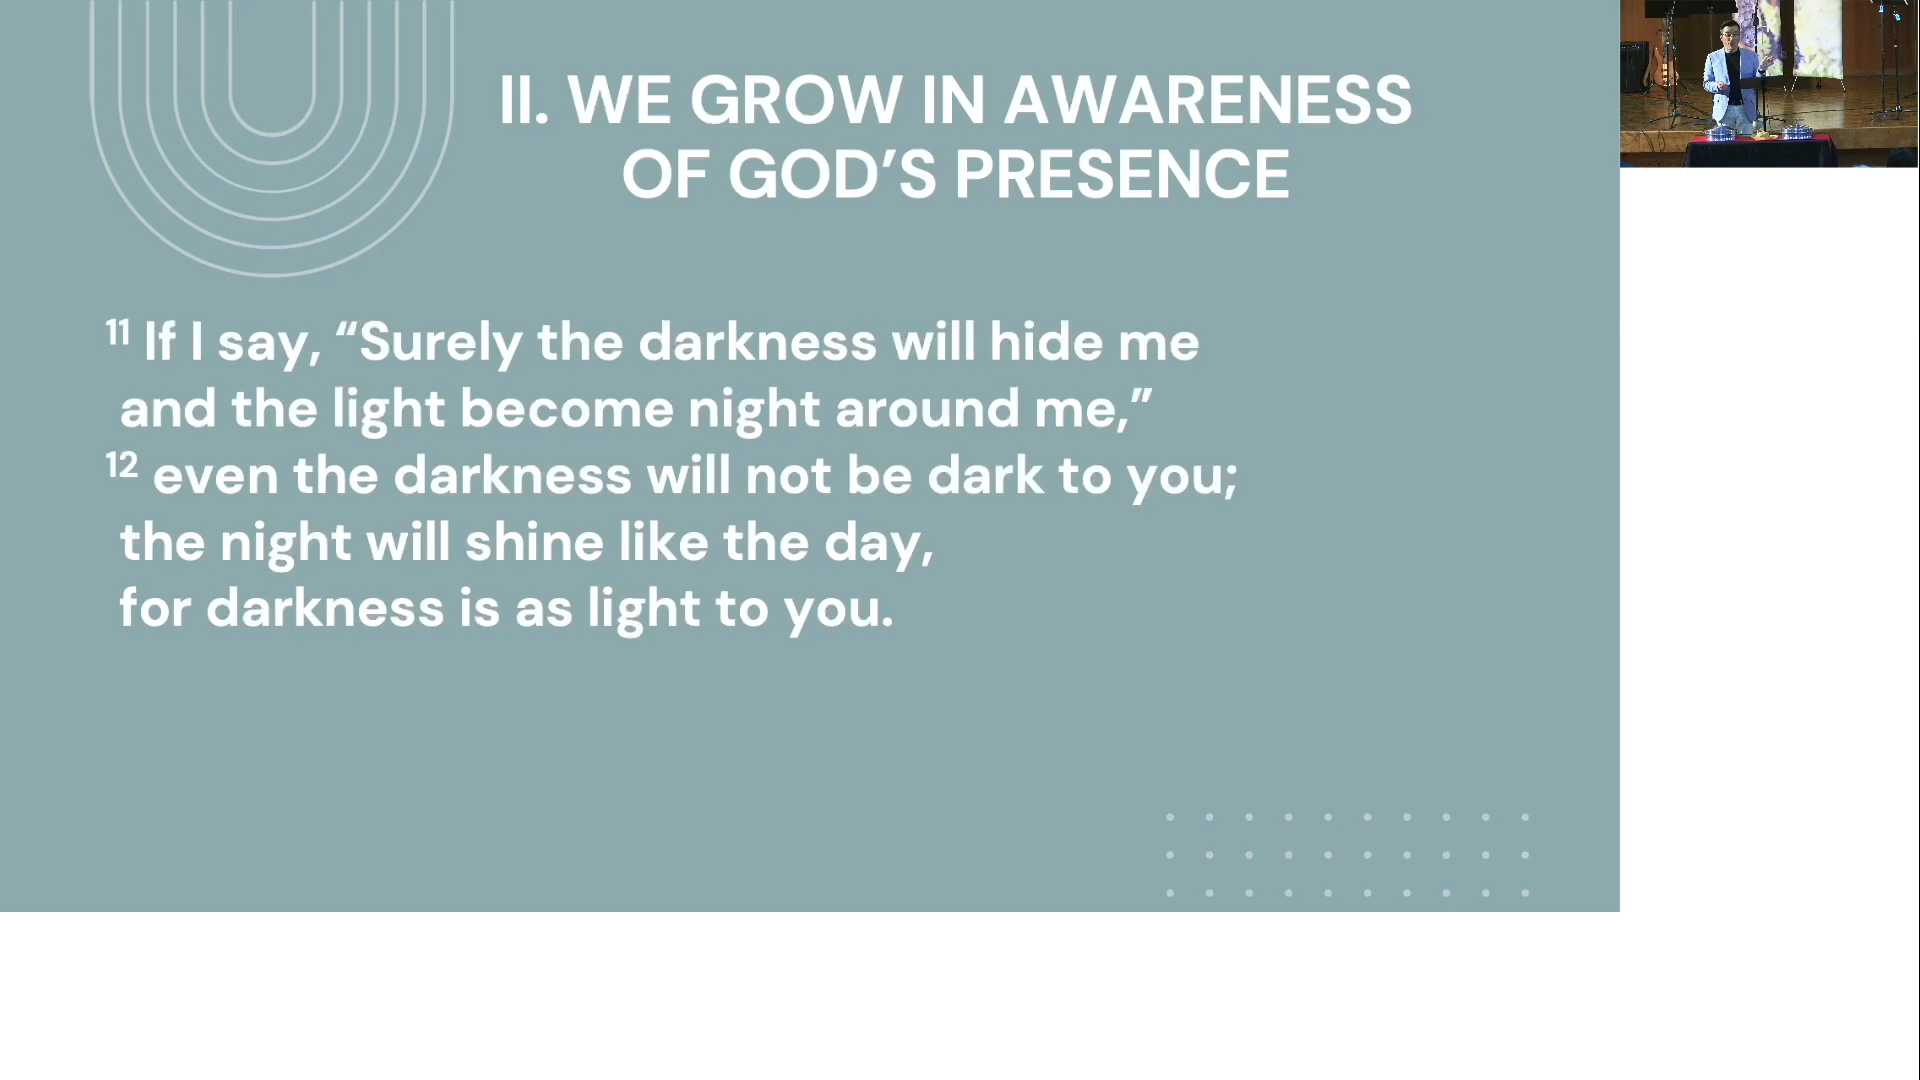 II. WE GROW IN AWARENESS
OF GOD’S PRESENCE
11 If I say, “Surely the darkness will hide me
and the light become night around me,”
12 even the darkness will not be dark to you;
the night will shine like the day,
for darkness is as light to you.